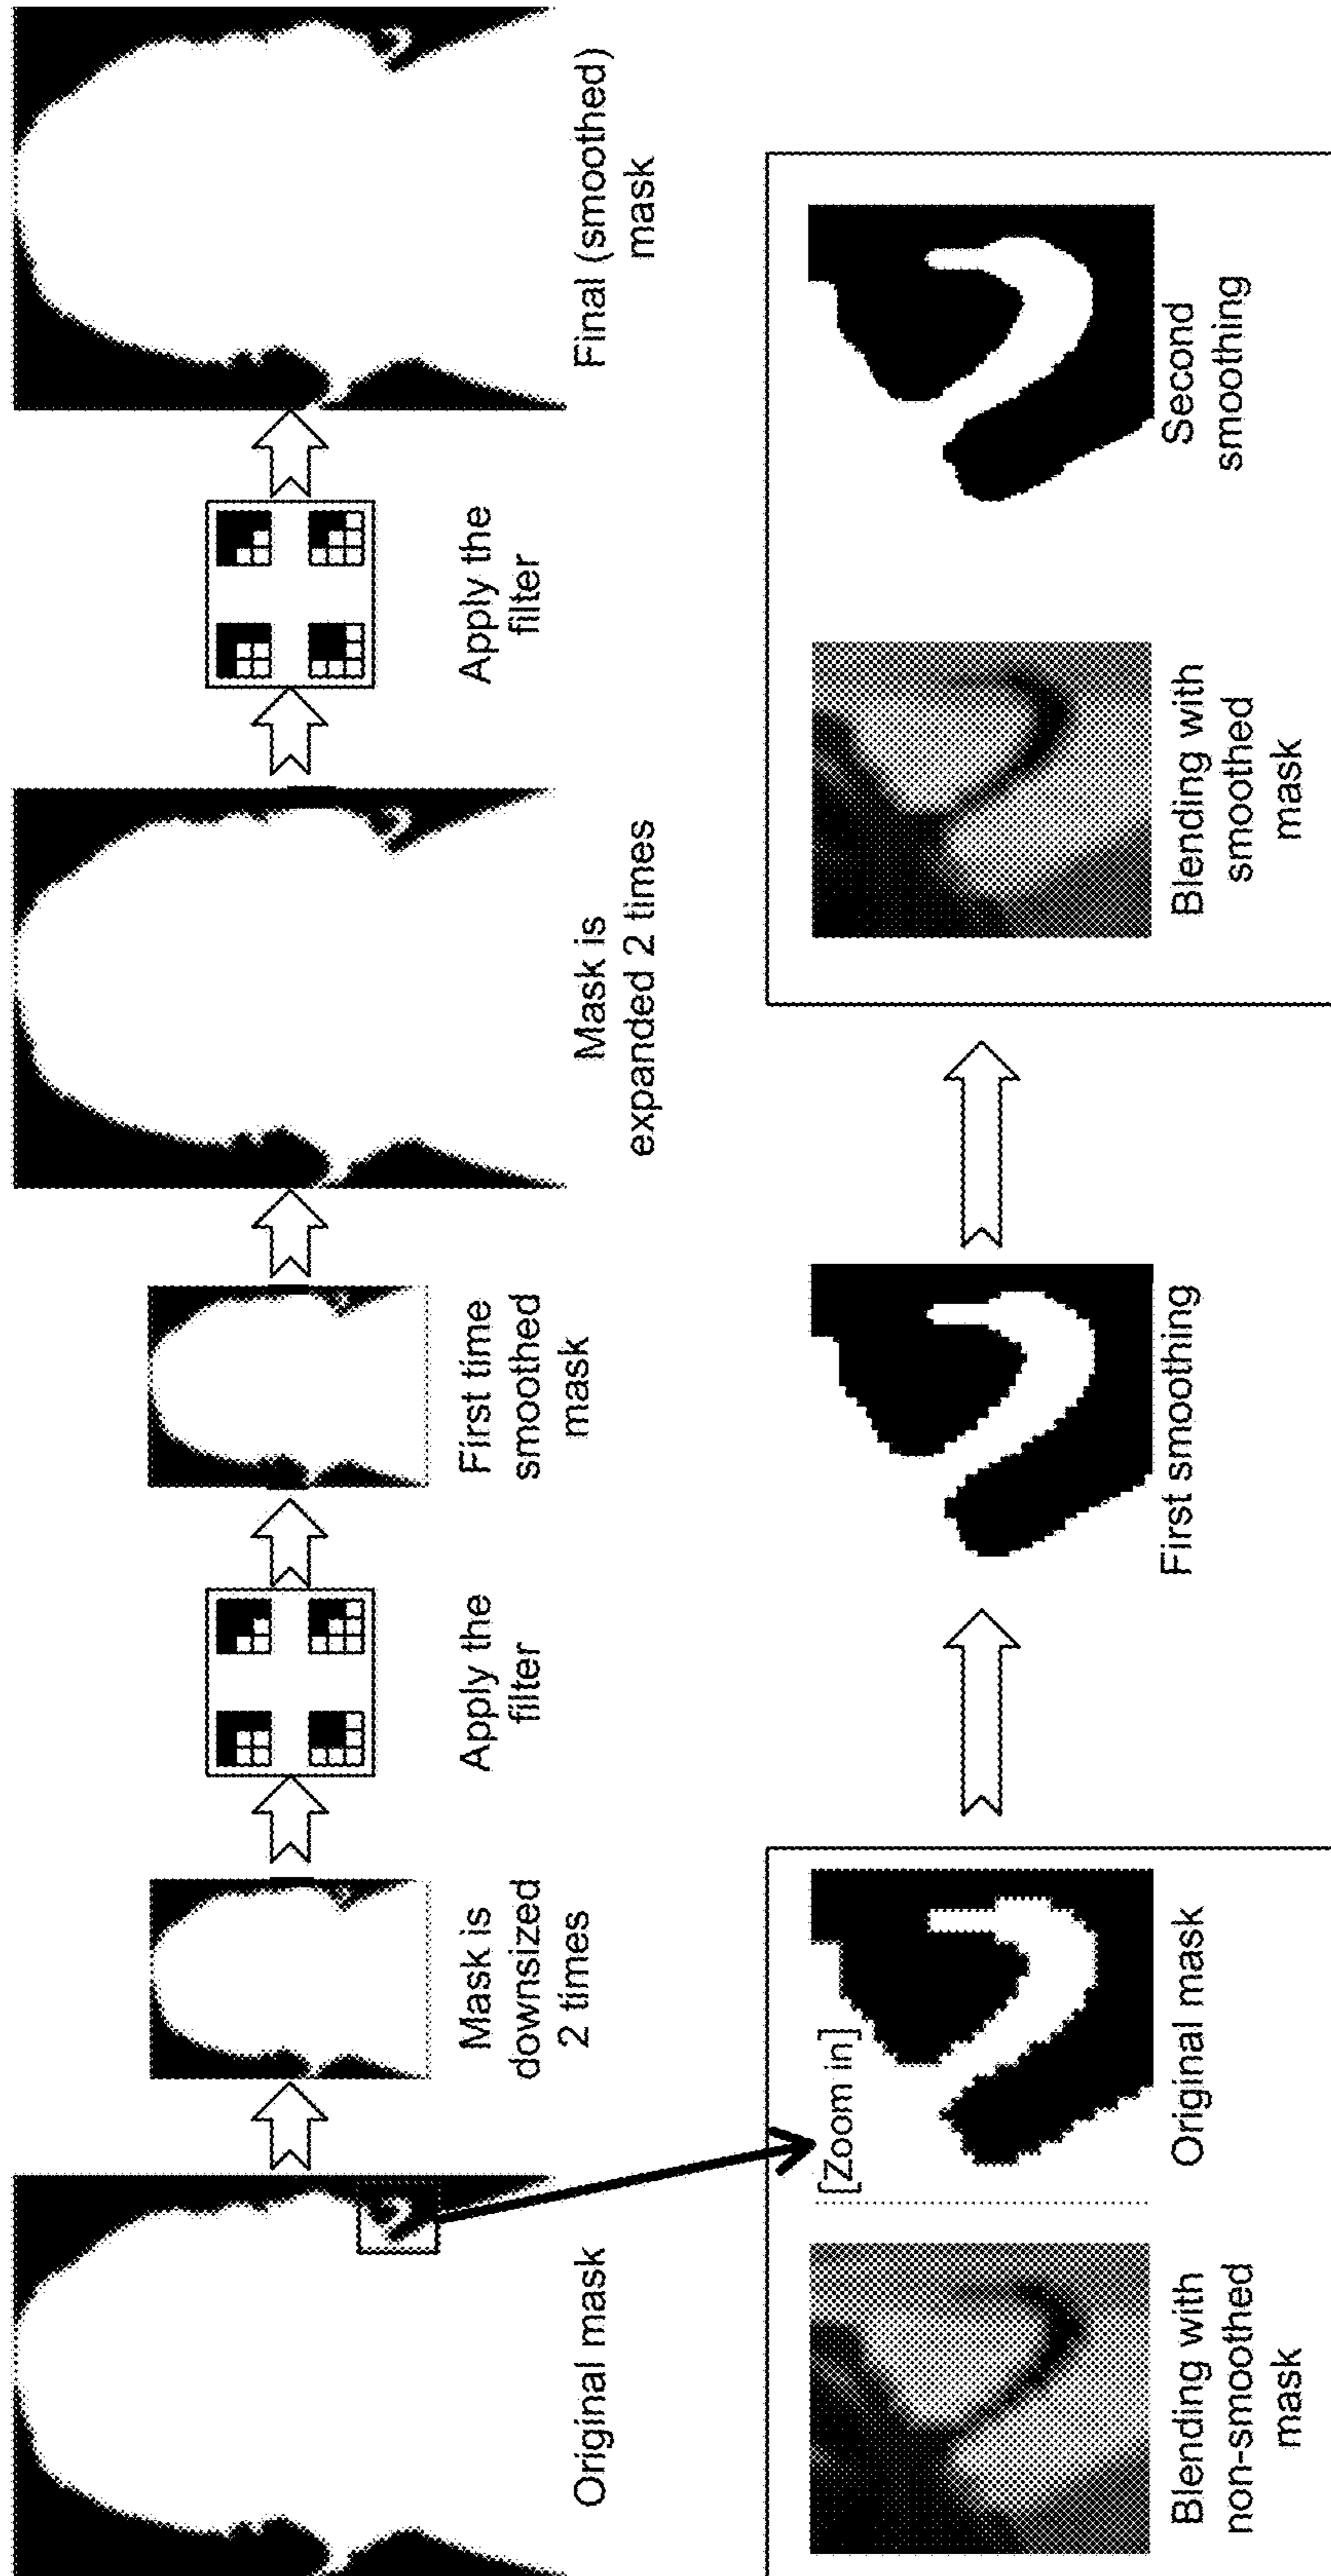 Original mask
Mask is
downsized
2 times
Apply the
filter
First time
smoothed
mask
Mask is
expanded 2 times
Apply the
filter
Final (smoothed)
mask
Blending with
non-smoothed
mask
[Zoom in]
Original mask
First smoothing
Blending with
smoothed
mask
Second
smoothing